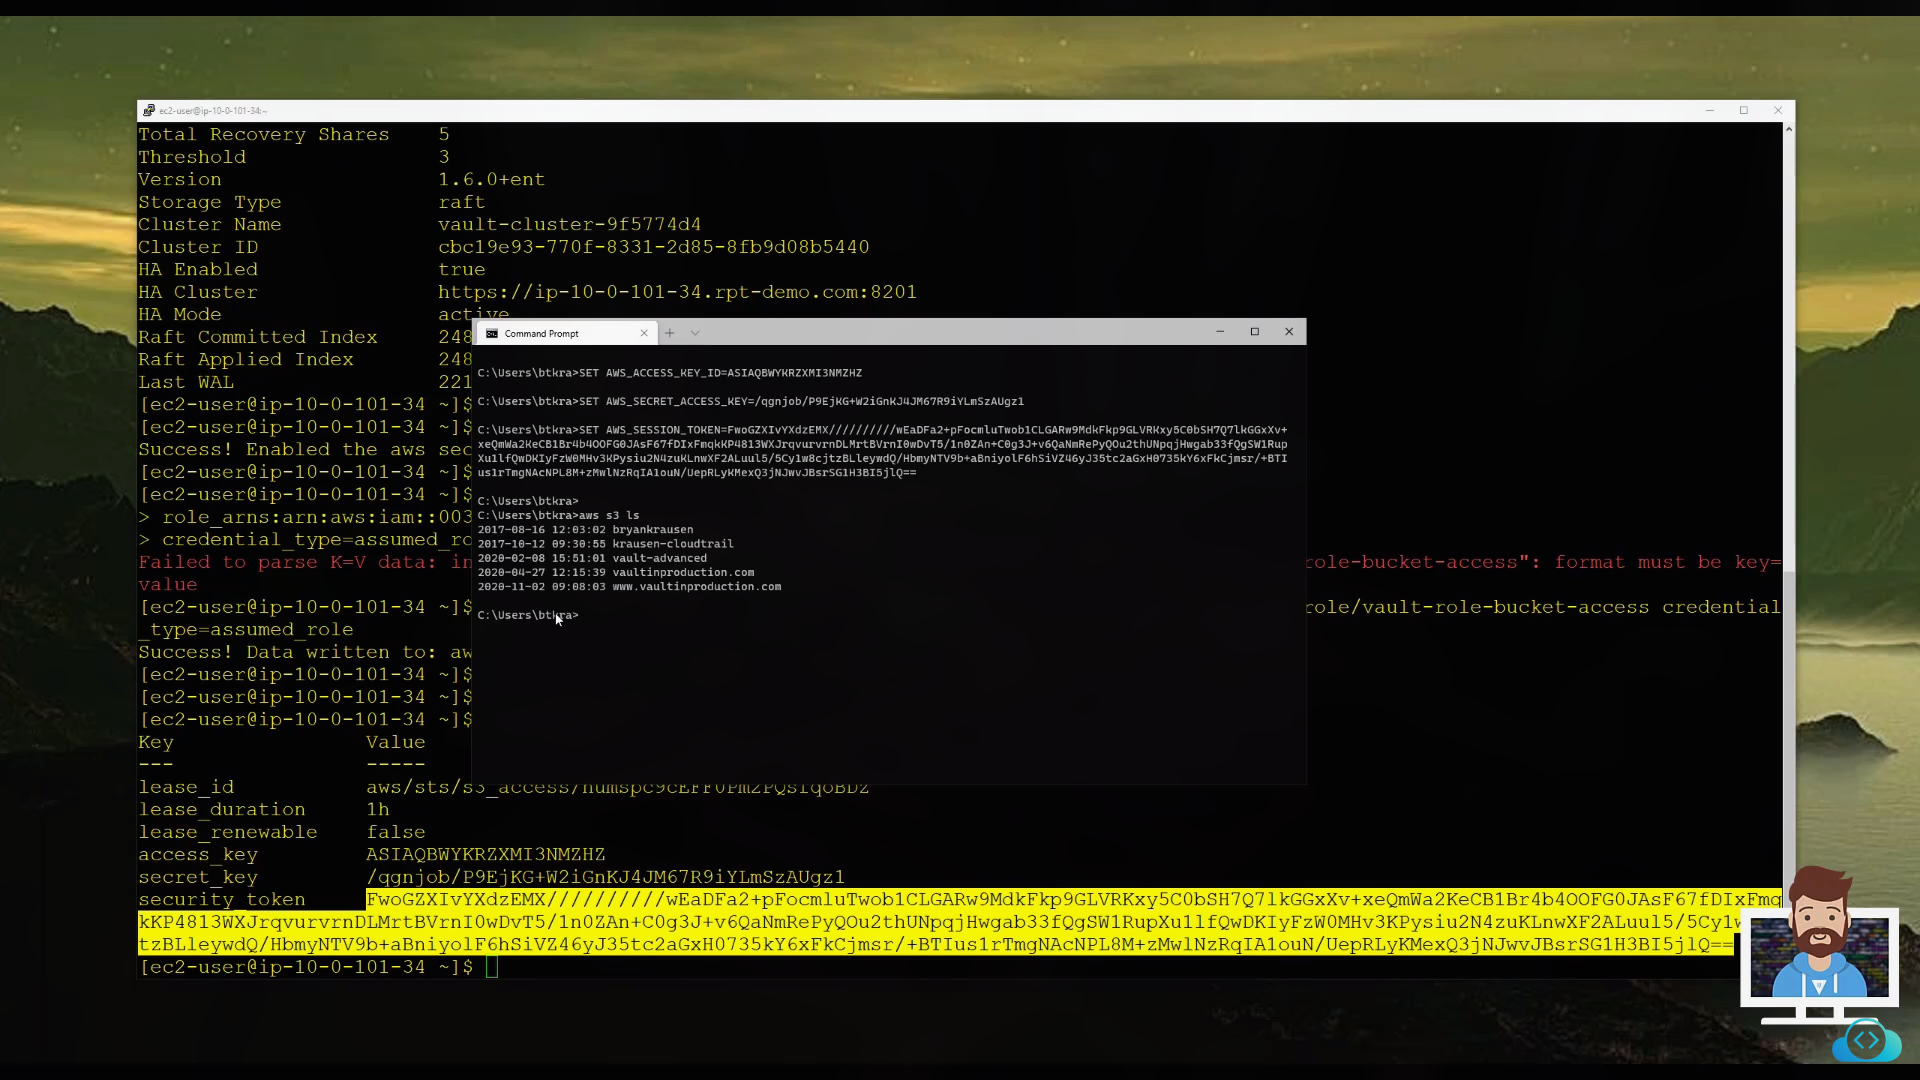 ec2-user@ip-10-0-101-34:~
Total Recovery Shares 5
Threshold 3
Version 1.6.0+ent
Storage Type raft
Cluster Name vault-cluster-9f5774d4
Cluster ID cbc19e93-770f-8331-2d85-8fb9d08b5440
HA Enabled true
HA Cluster https://ip-10-0-101-34.rpt-demo.com:8201
HA Mode active
Raft Committed Index 248
Raft Applied Index 248
Last WAL 221
[ec2-user@ip-10-0-101-34 ~]$
[ec2-user@ip-10-0-101-34 ~]$
Success! Enabled the aws sec
[ec2-user@ip-10-0-101-34 ~]$
[ec2-user@ip-10-0-101-34 ~]$
> role_arns:arn:aws:iam::003
> credential_type=assumed_ro
Failed to parse K=V data: in role-bucket-access": format must be key=
value
[ec2-user@ip-10-0-101-34 ~]$ role/vault-role-bucket-access credential
_type=assumed_role
Success! Data written to: aw
[ec2-user@ip-10-0-101-34 ~]$
[ec2-user@ip-10-0-101-34 ~]$
[ec2-user@ip-10-0-101-34 ~]$
Key Value
--- -----
lease_id
lease_duration 1h
lease_renewable false
access_key ASIAQBWYKRZXMI3NMZHZ
secret_key /qgnjob/P9EjKG+W2iGnKJ4JM67R9iYLmSzAUgz1
security_token FwoGZXIvYXdzEMX//////////wEaDFa2+pFocmluTwob1CLGARw9MdkFkp9GLVRKxy5C0bSH7Q7lkGGxXv+xeQmWa2KeCB1Br4b4OOFG0JAsF67fDIxFmq
kKP4813WXJrqvurvrnDLMrtBVrnI0wDvT5/1n0ZAn+C0g3J+v6QaNmRePyQOu2thUNpqjHwgab33fQgSW1RupXu1lfQwDKIyFzW0MHv3KPysiu2N4zuKLnwXF2ALuul5/5Cy1w
tzBLleywdQ/HbmyNTV9b+aBniyolF6hSiVZ46yJ35tc2aGxH0735kY6xFkCjmsr/+BTIus1rTmgNAcNPL8M+zMwlNzRqIA1ouN/UepRLyKMexQ3jNJwvJBsrSG1H3BI5jlQ==
[ec2-user@ip-10-0-101-34 ~]$
Command Prompt
C:\Users\btkra>SET AWS_ACCESS_KEY_ID=ASIAQBWYKRZXMI3NMZHZ
C:\Users\btkra>SET AWS_SECRET_ACCESS_KEY=/qgnjob/P9EjKG+W2iGnKJ4JM67R9iYLmSzAUgz1
C:\Users\btkra>SET AWS_SESSION_TOKEN=FwoGZXIvYXdzEMX//////////wEaDFa2+pFocmluTwob1CLGARw9MdkFkp9GLVRKxy5C0bSH7Q7lkGGxXv+
xeQmWa2KeCB1Br4b4OOFG0JAsF67fDIxFmqkKP4813WXJrqvurvrnDLMrtBVrnI0wDvT5/1n0ZAn+C0g3J+v6QaNmRePyQOu2thUNpqjHwgab33fQgSW1Rup
Xu1lfQwDKIyFzW0MHv3KPysiu2N4zuKLnwXF2ALuul5/5Cy1w8cjtzBLleywdQ/HbmyNTV9b+aBniyolF6hSiVZ46yJ35tc2aGxH0735kY6xFkCjmsr/+BTI
us1rTmgNAcNPL8M+zMwlNzRqIA1ouN/UepRLyKMexQ3jNJwvJBsrSG1H3BI5jlQ==
C:\Users\btkra>
C:\Users\btkra>aws s3 ls
2017-08-16 12:03:02 bryankrausen
2017-10-12 09:30:55 krausen-cloudtrail
2020-02-08 15:51:01 vault-advanced
2020-04-27 12:15:39 vaultinproduction.com
2020-11-02 09:08:03 www.vaultinproduction.com
C:\Users\btkra>